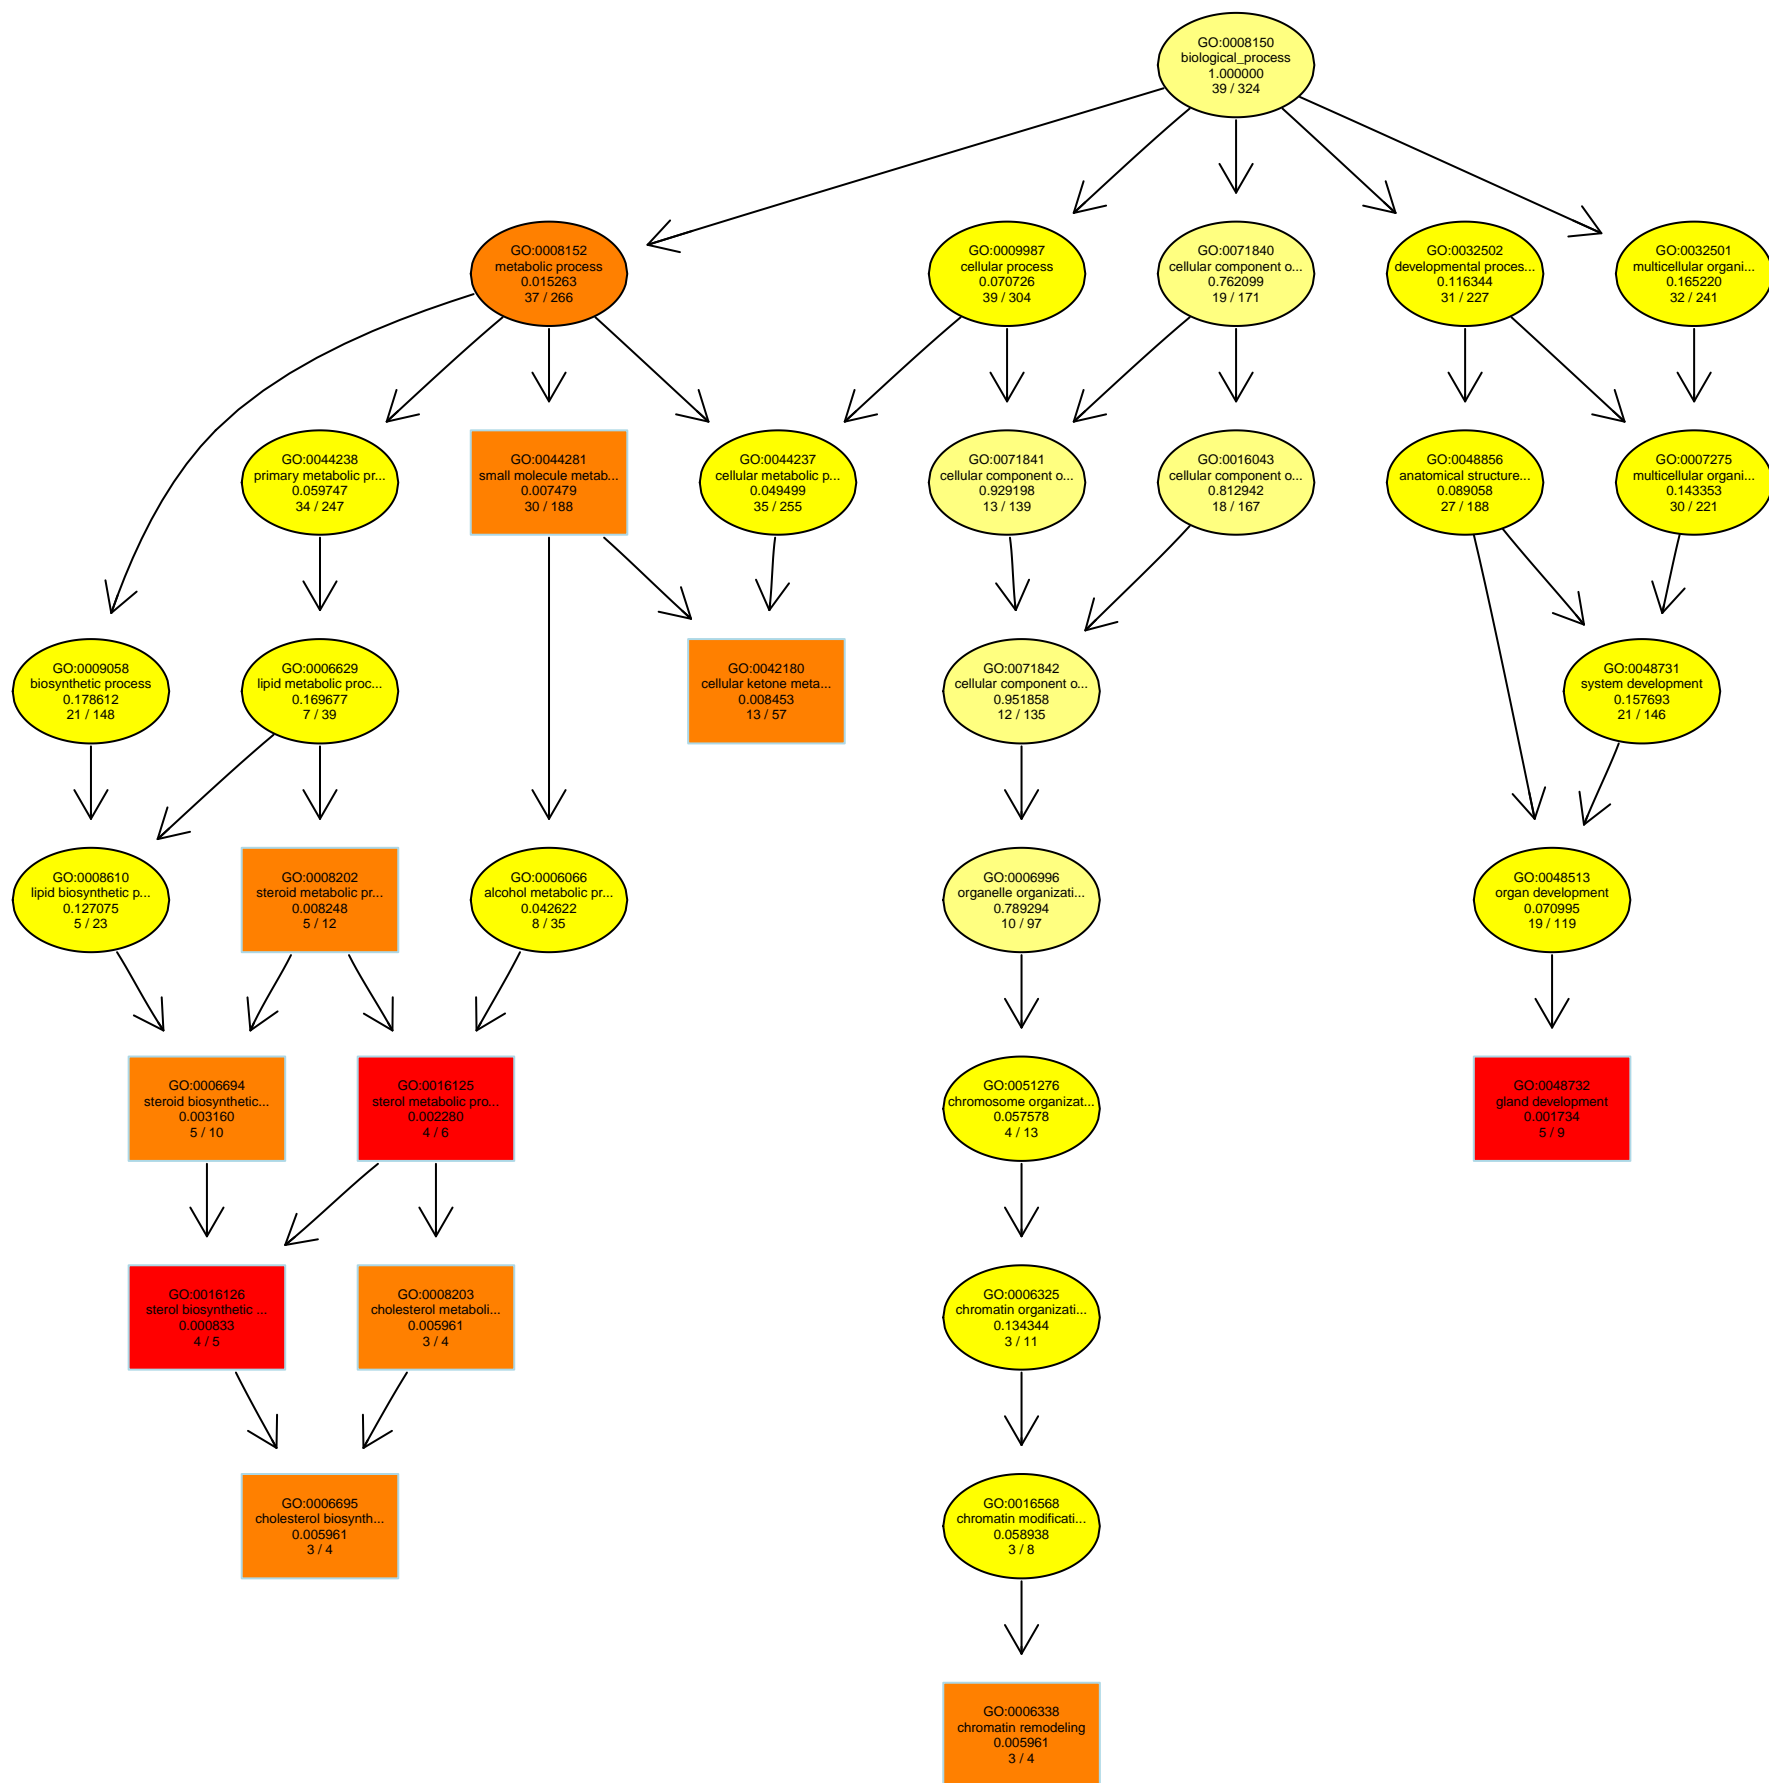 GO:0008150
biological_process
1.000000
39 / 324
GO:0008152
metabolic process
0.015263
37 / 266
GO:0009987
cellular process
0.070726
39 / 304
GO:0071840
cellular component o...
0.762099
19 / 171
GO:0032502
developmental proces...
0.116344
31 / 227
GO:0032501
multicellular organi...
0.165220
32 / 241
GO:0044238
primary metabolic pr...
0.059747
34 / 247
GO:0044281
small molecule metab...
0.007479
30 / 188
GO:0044237
cellular metabolic p...
0.049499
35 / 255
GO:0071841
cellular component o...
0.929198
13 / 139
GO:0016043
cellular component o...
0.812942
18 / 167
GO:0048856
anatomical structure...
0.089058
27 / 188
GO:0007275
multicellular organi...
0.143353
30 / 221
GO:0009058
biosynthetic process
0.178612
21 / 148
GO:0006629
lipid metabolic proc...
0.169677
7 / 39
GO:0042180
cellular ketone meta...
0.008453
13 / 57
GO:0071842
cellular component o...
0.951858
12 / 135
GO:0048731
system development
0.157693
21 / 146
GO:0008610
lipid biosynthetic p...
0.127075
5 / 23
GO:0008202
steroid metabolic pr...
0.008248
5 / 12
GO:0006066
alcohol metabolic pr...
0.042622
8 / 35
GO:0006996
organelle organizati...
0.789294
10 / 97
GO:0048513
organ development
0.070995
19 / 119
GO:0006694
steroid biosynthetic...
0.003160
5 / 10
GO:0016125
sterol metabolic pro...
0.002280
4 / 6
GO:0051276
chromosome organizat...
0.057578
4 / 13
GO:0048732
gland development
0.001734
5 / 9
GO:0016126
sterol biosynthetic ...
0.000833
4 / 5
GO:0008203
cholesterol metaboli...
0.005961
3 / 4
GO:0006325
chromatin organizati...
0.134344
3 / 11
GO:0006695
cholesterol biosynth...
0.005961
3 / 4
GO:0016568
chromatin modificati...
0.058938
3 / 8
GO:0006338
chromatin remodeling
0.005961
3 / 4